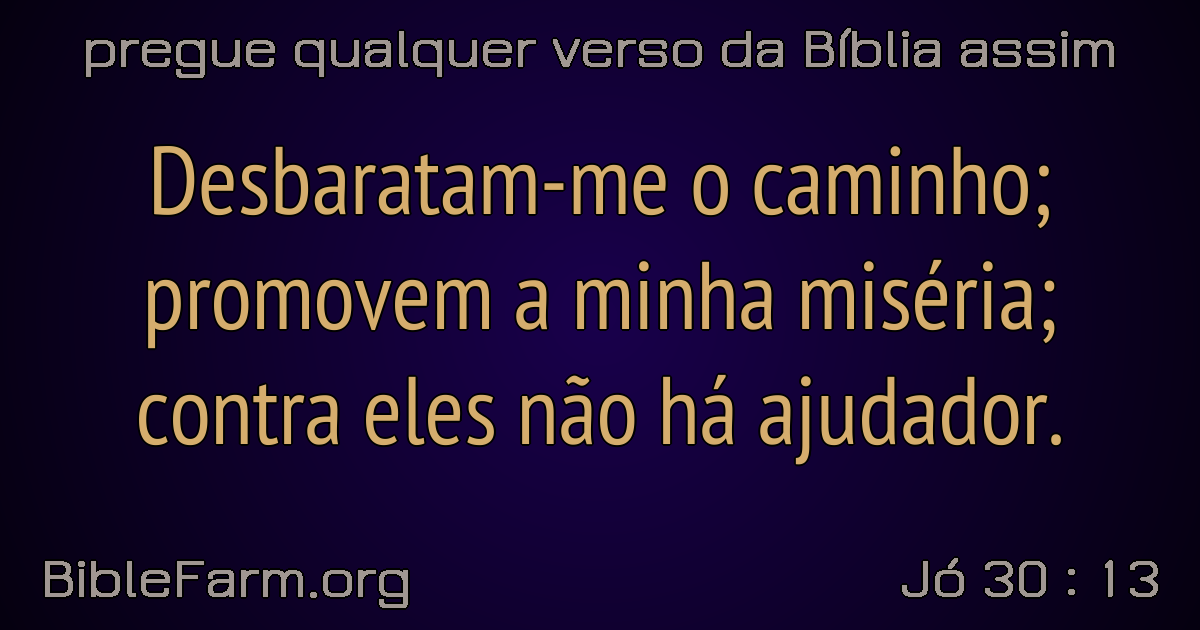 pregue qualquer verso da Bíblia assim
Desbaratam-me o caminho;
promovem a minha miséria;
contra eles não há ajudador.
BibleFarm.org
Jó 30 : 13